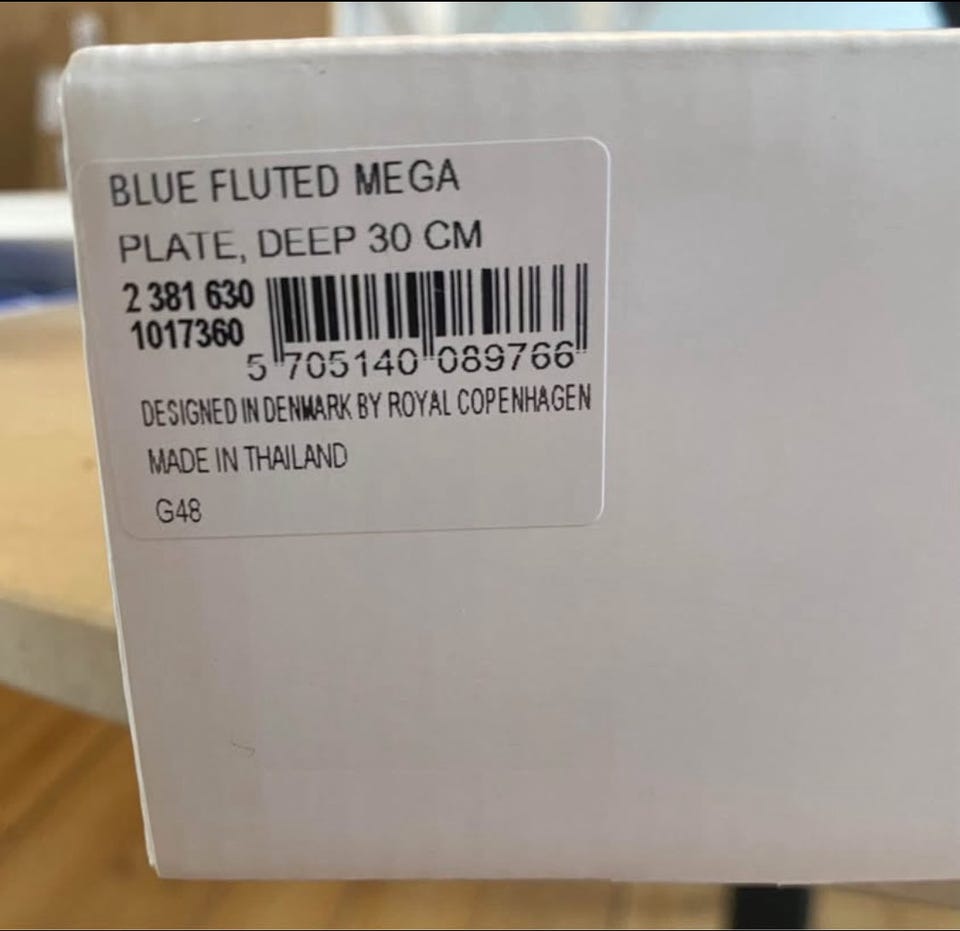 BLUE FLUTED MEGA
PLATE, DEEP 30 CM
2 381 630
1017360
5 705140 089766
DESIGNED IN DENMARK BY ROYAL COPENHAGEN
MADE IN THAILAND
G48